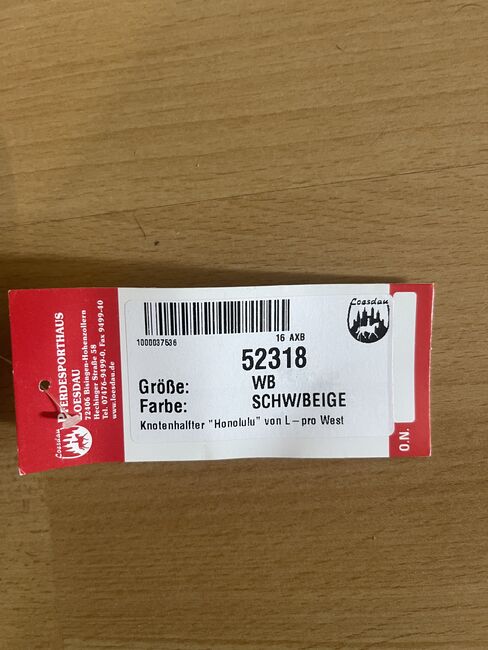 Loesdau
PFERDESPORTHAUS
LOESDAU
72406 Bisingen-Hohenzollern
Hechinger Straße 58
Tel. 07476-9499-0, Fax 9499-40
www.loesdau.de
1000037536
16 AXB
Loesdau
52318
Größe: WB
Farbe: SCHW/BEIGE
Knotenhalfter "Honolulu" von L-pro West
O.N.